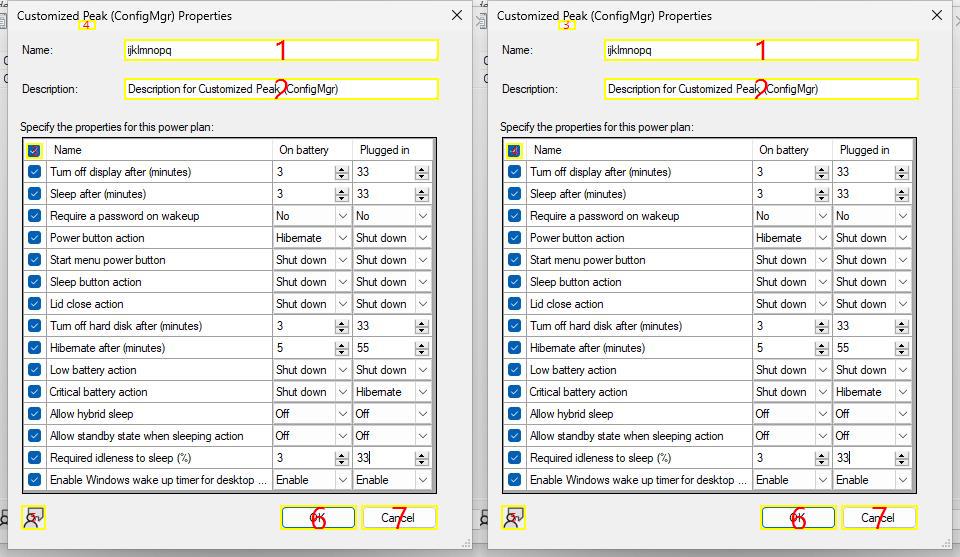 Customized Peak (ConfigMgr) Properties
4
Name:
ijklmnopq
1
Description:
Description for Customized Peak (ConfigMgr)
2
Specify the properties for this power plan:
Name On battery Plugged in
Turn off display after (minutes) 3 33
Sleep after (minutes) 3 33
Require a password on wakeup No No
Power button action Hibernate Shut down
Start menu power button Shut down Shut down
Sleep button action Shut down Shut down
Lid close action Shut down Shut down
Turn off hard disk after (minutes) 3 33
Hibernate after (minutes) 5 55
Low battery action Shut down Shut down
Critical battery action Shut down Hibernate
Allow hybrid sleep Off Off
Allow standby state when sleeping action Off Off
Required idleness to sleep (%) 3 33
Enable Windows wake up timer for desktop ... Enable Enable
OK Cancel
6 7
Customized Peak (ConfigMgr) Properties
3
Name:
ijklmnopq
1
Description:
Description for Customized Peak (ConfigMgr)
2
Specify the properties for this power plan:
Name On battery Plugged in
Turn off display after (minutes) 3 33
Sleep after (minutes) 3 33
Require a password on wakeup No No
Power button action Hibernate Shut down
Start menu power button Shut down Shut down
Sleep button action Shut down Shut down
Lid close action Shut down Shut down
Turn off hard disk after (minutes) 3 33
Hibernate after (minutes) 5 55
Low battery action Shut down Shut down
Critical battery action Shut down Hibernate
Allow hybrid sleep Off Off
Allow standby state when sleeping action Off Off
Required idleness to sleep (%) 3 33
Enable Windows wake up timer for desktop ... Enable Enable
OK Cancel
6 7